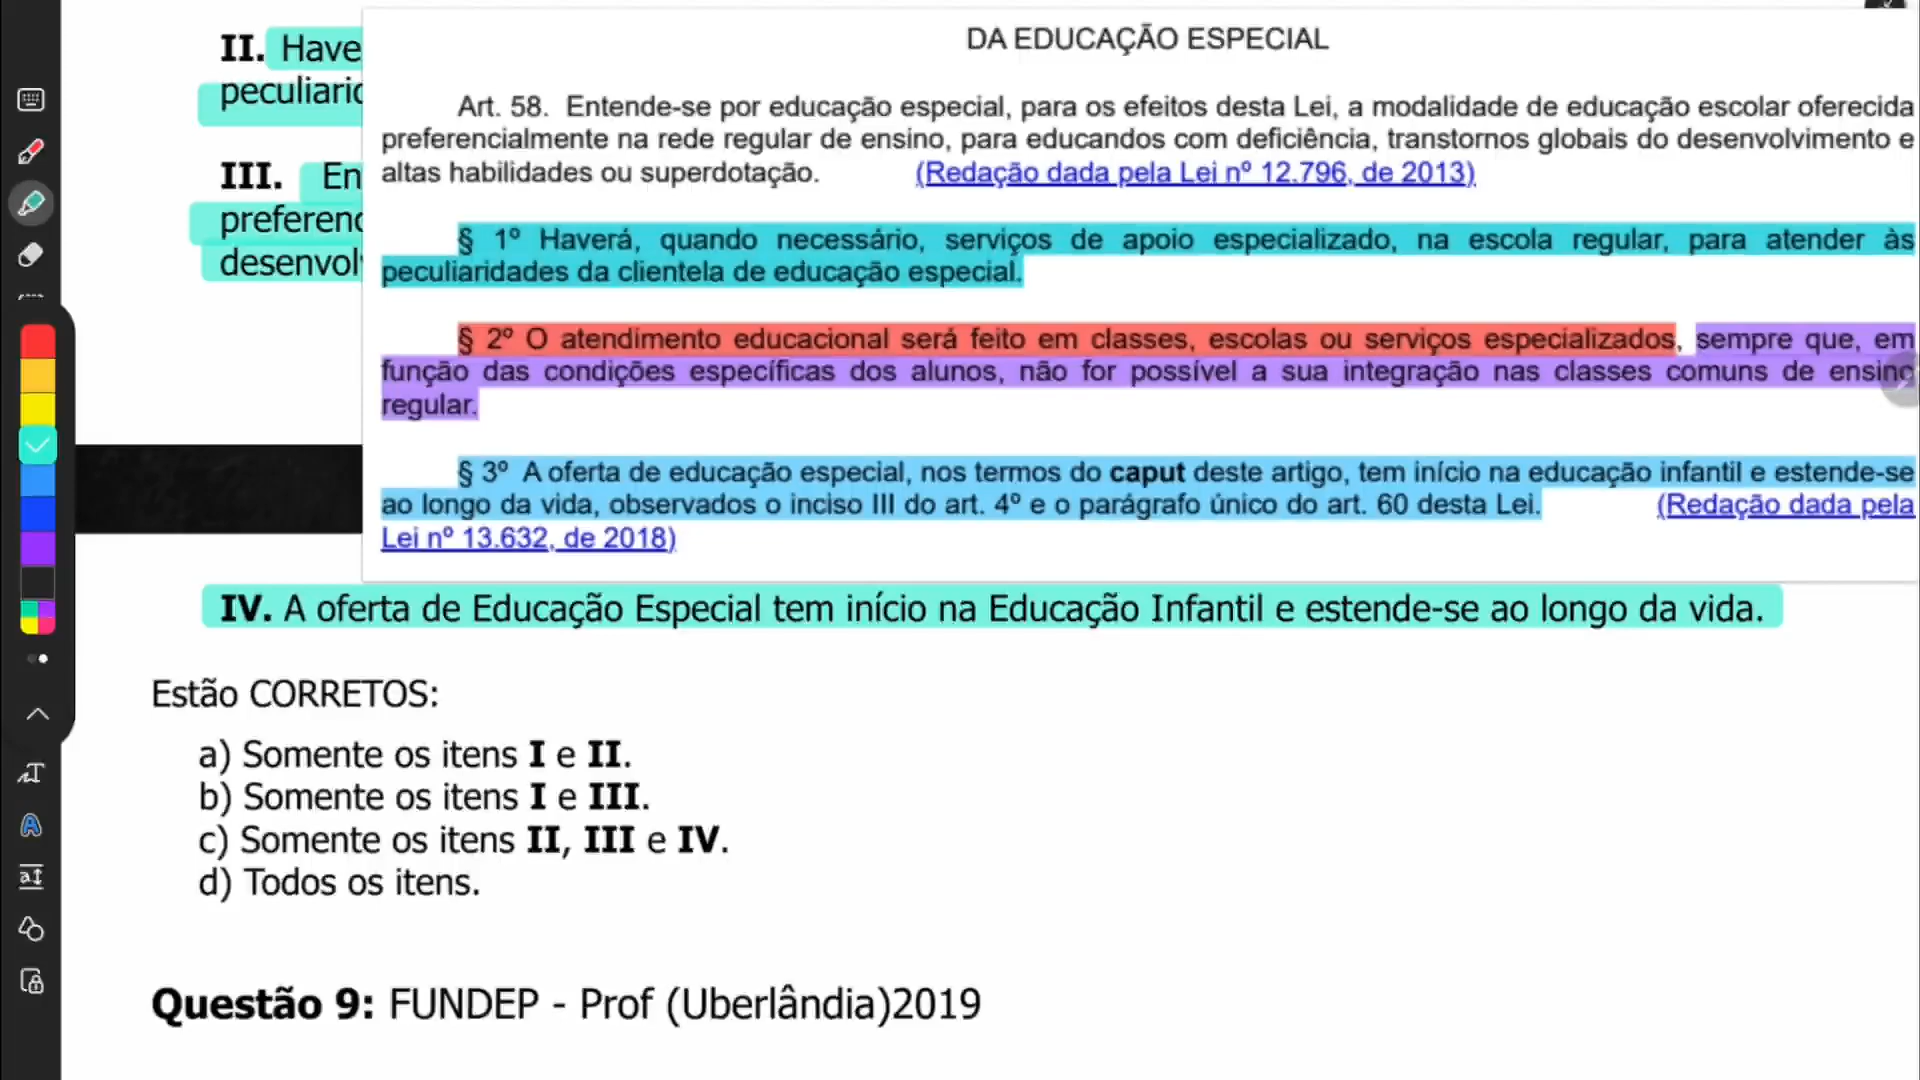 DA EDUCAÇÃO ESPECIAL
II. Have
peculiarid
III. En
preferenc
desenvolv
Art. 58. Entende-se por educação especial, para os efeitos desta Lei, a modalidade de educação escolar oferecida
preferencialmente na rede regular de ensino, para educandos com deficiência, transtornos globais do desenvolvimento e
altas habilidades ou superdotação. (Redação dada pela Lei nº 12.796, de 2013)
§ 1º Haverá, quando necessário, serviços de apoio especializado, na escola regular, para atender às
peculiaridades da clientela de educação especial.
§ 2º O atendimento educacional será feito em classes, escolas ou serviços especializados, sempre que, em
função das condições específicas dos alunos, não for possível a sua integração nas classes comuns de ensino
regular.
§ 3º A oferta de educação especial, nos termos do caput deste artigo, tem início na educação infantil e estende-se
ao longo da vida, observados o inciso III do art. 4º e o parágrafo único do art. 60 desta Lei. (Redação dada pela
Lei nº 13.632, de 2018)
IV. A oferta de Educação Especial tem início na Educação Infantil e estende-se ao longo da vida.
Estão CORRETOS:
a) Somente os itens I e II.
b) Somente os itens I e III.
c) Somente os itens II, III e IV.
d) Todos os itens.
Questão 9: FUNDEP - Prof (Uberlândia)2019